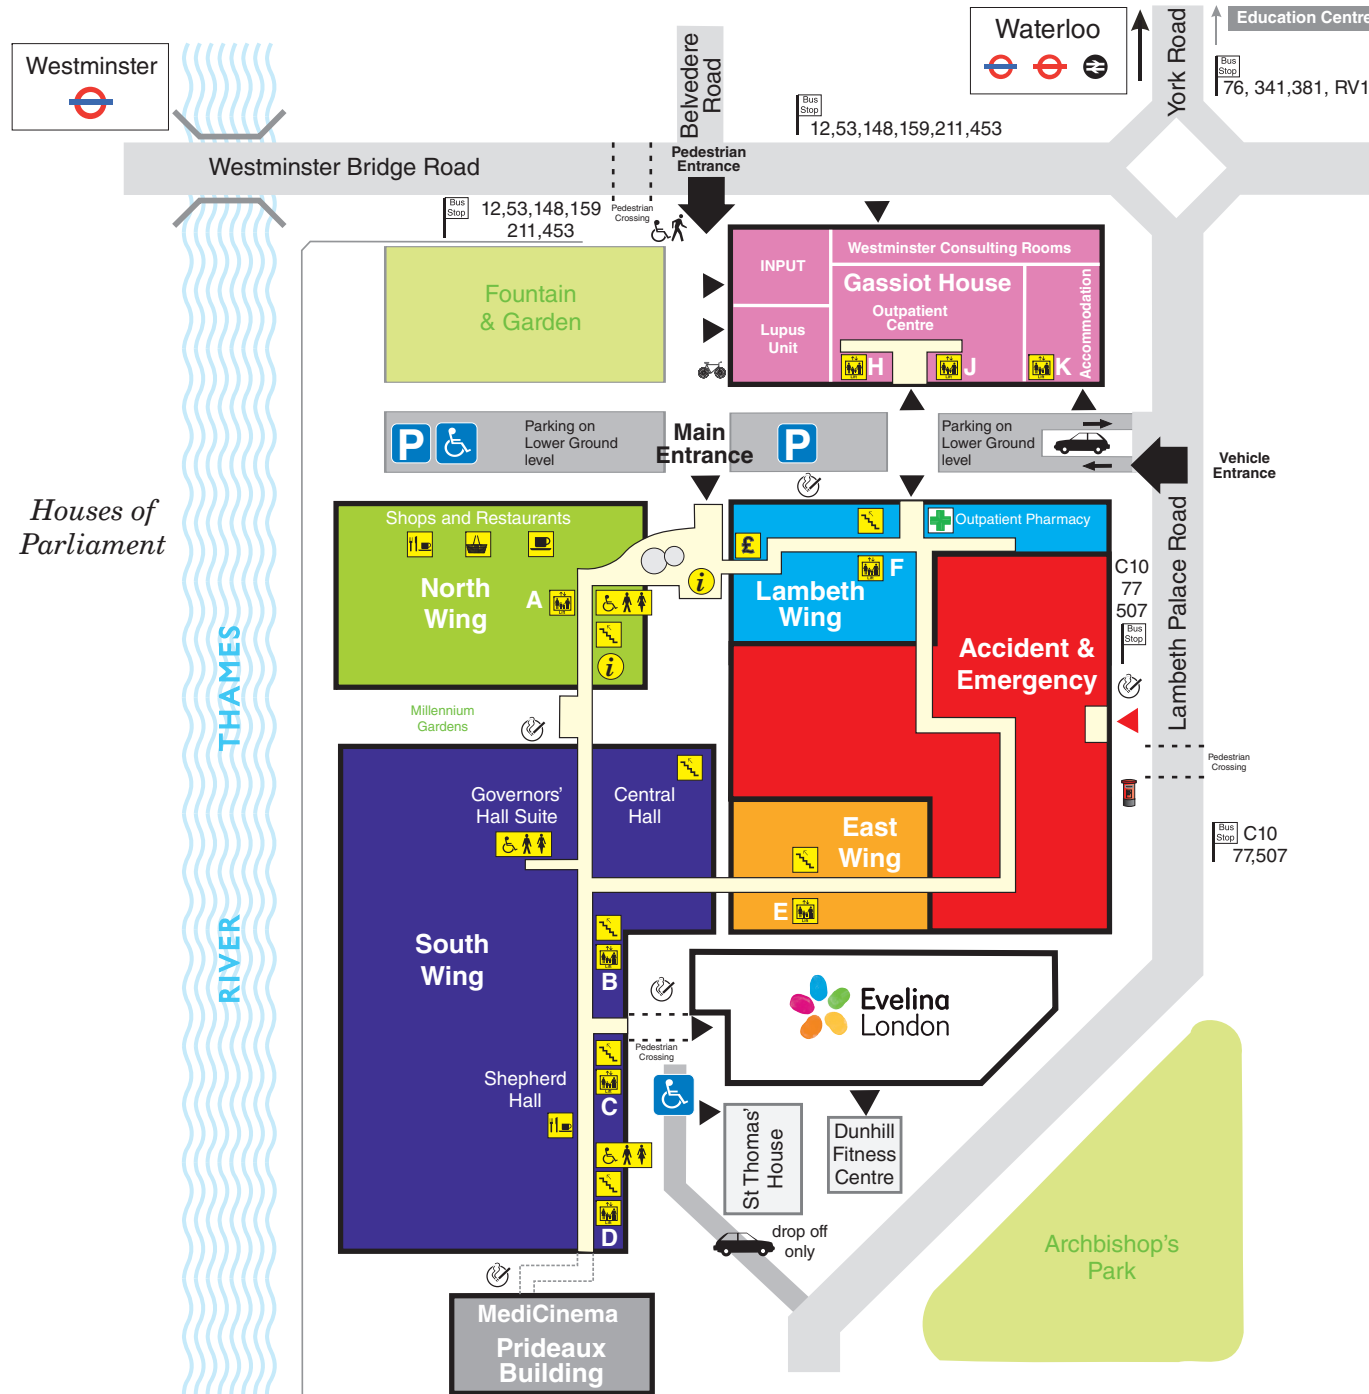 Westminster
Belvedere
Road
Waterloo
York Road
Education Centre
Bus
Stop
76, 341,381, RV1
Bus
Stop
12,53,148,159,211,453
Westminster Bridge Road
Pedestrian
Entrance
Bus
Stop
12,53,148,159
211,453
Pedestrian
Crossing
Fountain
& Garden
INPUT
Westminster Consulting Rooms
Gassiot House
Outpatient
Centre
Lupus
Unit
Accommodation
H
J
K
P
Parking on
Lower Ground
level
Main
Entrance
P
Parking on
Lower Ground
level
Vehicle
Entrance
Houses of
Parliament
Shops and Restaurants
North
Wing
A
i
i
£
Outpatient Pharmacy
F
Lambeth
Wing
Accident &
Emergency
C10
77
507
Bus
Stop
Lambeth Palace Road
Pedestrian
Crossing
Bus
Stop
C10
77,507
RIVER THAMES
Millennium
Gardens
Governors'
Hall Suite
Central
Hall
East
Wing
E
South
Wing
B
Pedestrian
Crossing
Evelina
London
Shepherd
Hall
C
D
St Thomas'
House
Dunhill
Fitness
Centre
drop off
only
Archbishop's
Park
MediCinema
Prideaux
Building